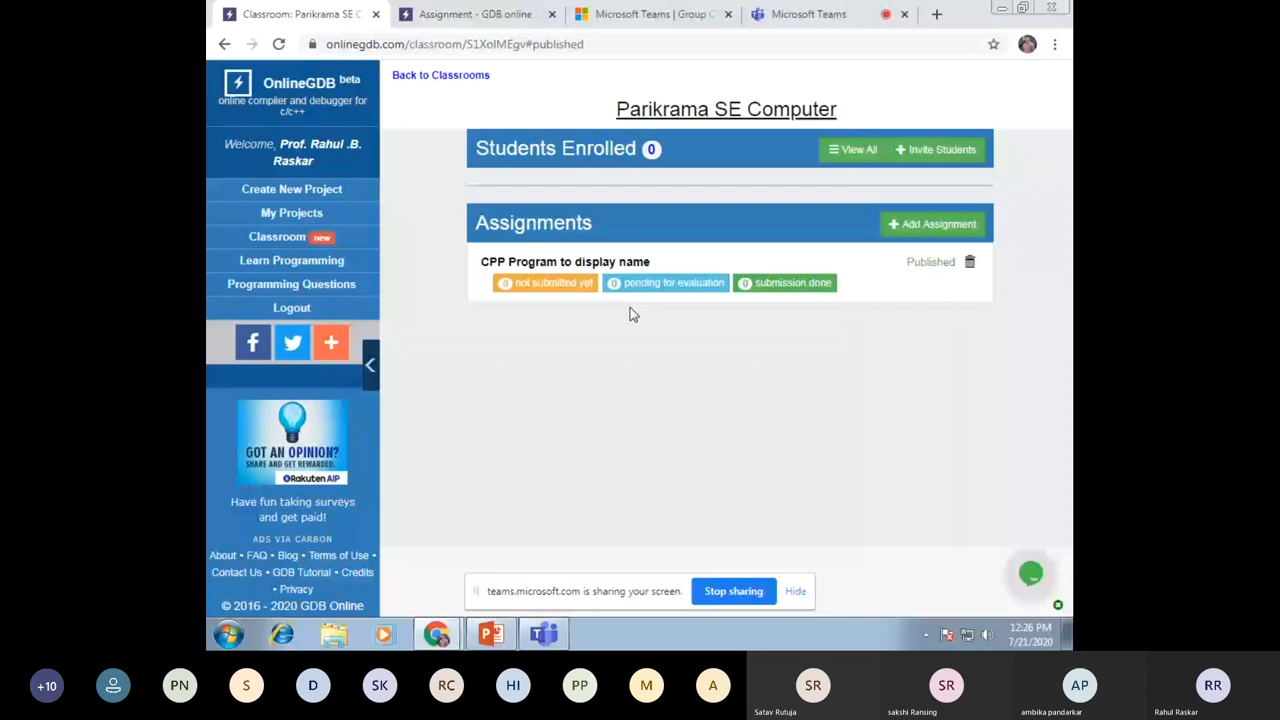 Classroom: Parikrama SE C
Assignment - GDB online
Microsoft Teams | Group C
Microsoft Teams
onlinegdb.com/classroom/S1XoIMEgv#published
OnlineGDB beta
online compiler and debugger for
c/c++
Welcome, Prof. Rahul .B.
Raskar
Create New Project
My Projects
Classroom new
Learn Programming
Programming Questions
Logout
GOT AN OPINION?
SHARE AND GET REWARDED.
Rakuten AIP
Have fun taking surveys
and get paid!
ADS VIA CARBON
About • FAQ • Blog • Terms of Use •
Contact Us • GDB Tutorial • Credits
• Privacy
© 2016 - 2020 GDB Online
Back to Classrooms
Parikrama SE Computer
Students Enrolled 0
View All
+ Invite Students
Assignments
+ Add Assignment
CPP Program to display name
Published
0 not submitted yet
0 pending for evaluation
0 submission done
teams.microsoft.com is sharing your screen.
Stop sharing
Hide
12:26 PM
7/21/2020
+10
PN
S
D
SK
RC
HI
PP
M
A
SR
Satav Rutuja
SR
sakshi Ransing
AP
ambika pandarkar
RR
Rahul Raskar